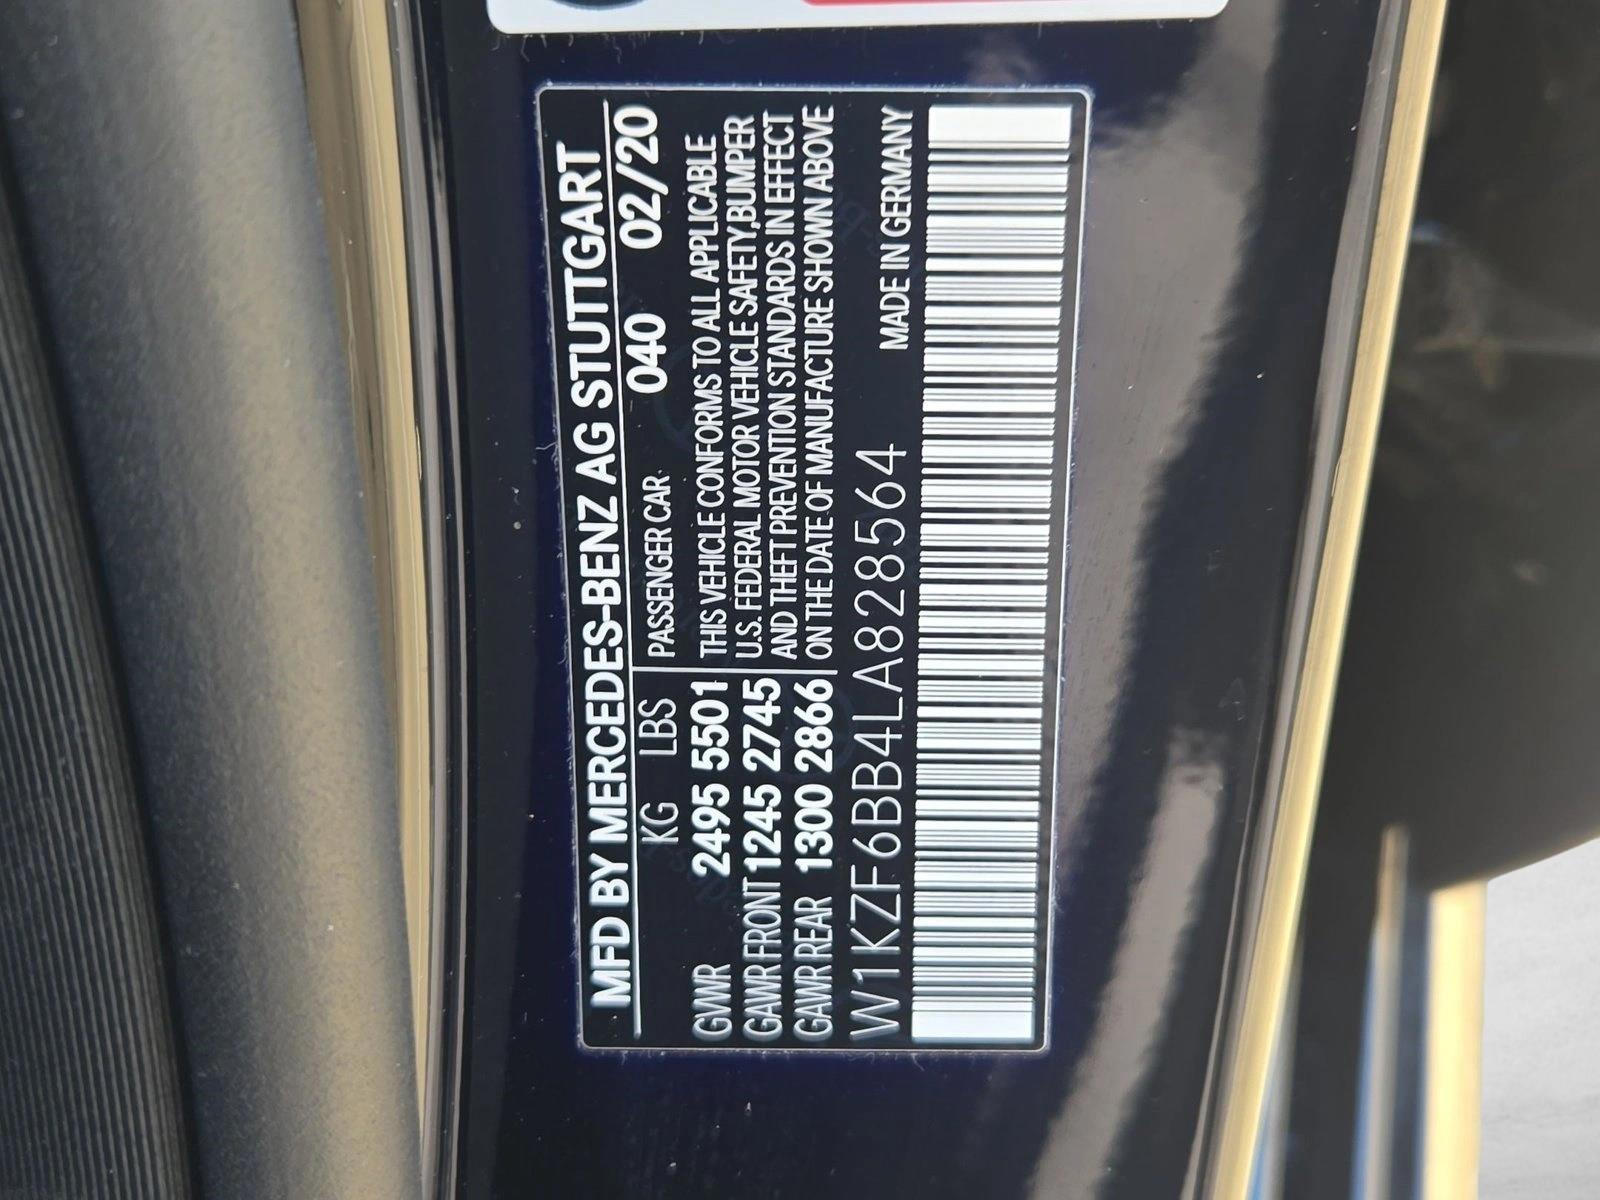 MFD BY MERCEDES-BENZ AG STUTTGART
KG LBS PASSENGER CAR 040 02/20
GVWR 2495 5501 THIS VEHICLE CONFORMS TO ALL APPLICABLE
GAWR FRONT 1245 2745 U.S. FEDERAL MOTOR VEHICLE SAFETY,BUMPER
AND THEFT PREVENTION STANDARDS IN EFFECT
GAWR REAR 1300 2866 ON THE DATE OF MANUFACTURE SHOWN ABOVE
W1KZF6BB4LA828564 MADE IN GERMANY